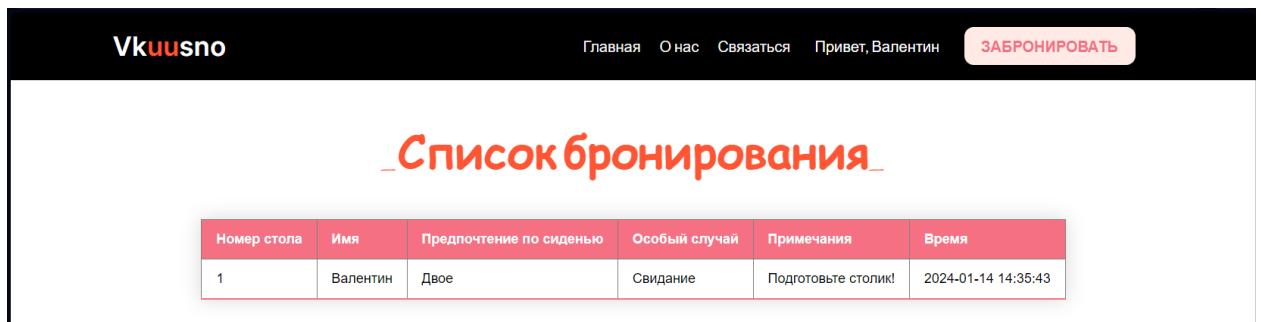 Vkuusno Главная О нас Связаться Привет, Валентин ЗАБРОНИРОВАТЬ
_Список бронирования_
Номер стола Имя Предпочтение по сиденью Особый случай Примечания Время
1 Валентин Двое Свидание Подготовьте столик! 2024-01-14 14:35:43